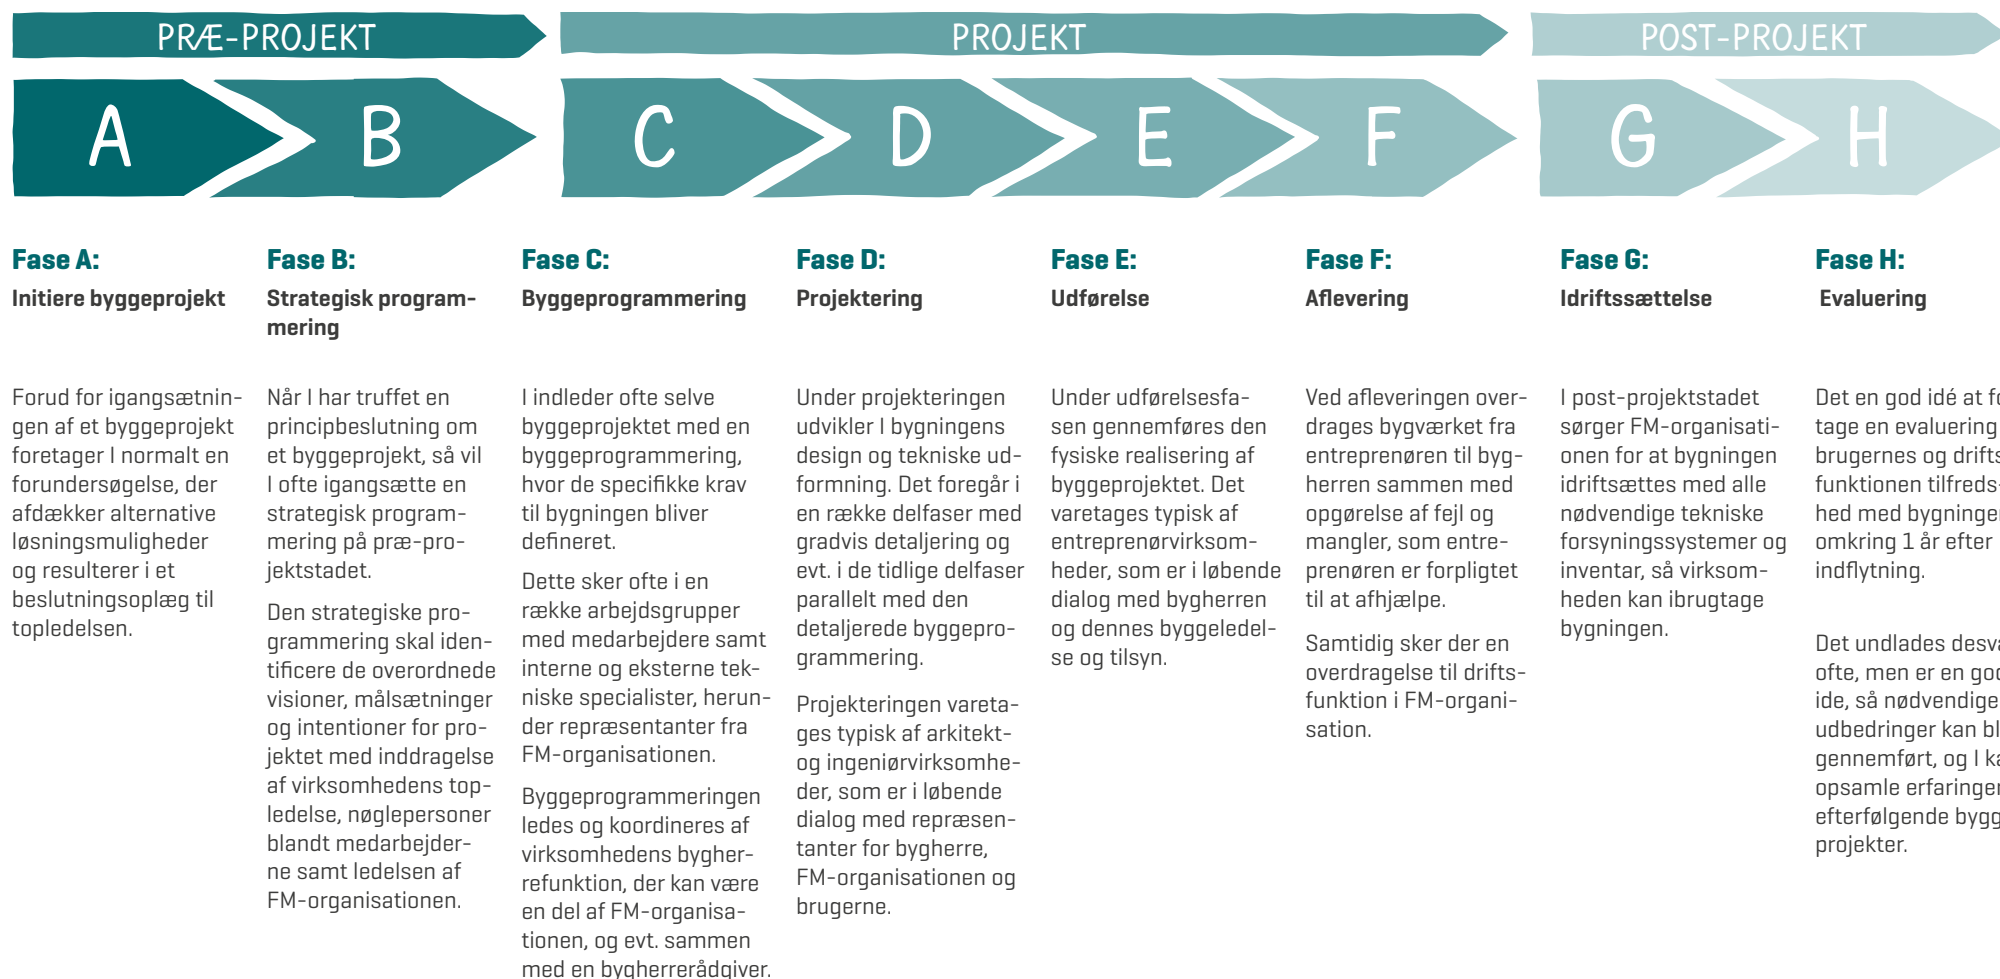 PRÆ-PROJEKT
PROJEKT
POST-PROJEKT
A
B
C
D
E
F
G
H
Fase A:
Initiere byggeprojekt
Forud for igangsætnin-
gen af et byggeprojekt
foretager I normalt en
forundersøgelse, der
afdækker alternative
løsningsmuligheder
og resulterer i et
beslutningsoplæg til
topledelsen.
Fase B:
Strategisk program-
mering
Når I har truffet en
principbeslutning om
et byggeprojekt, så vil
I ofte igangsætte en
strategisk program-
mering på præ-pro-
jektstadet.
Den strategiske pro-
grammering skal iden-
tificere de overordnede
visioner, målsætninger
og intentioner for pro-
jektet med inddragelse
af virksomhedens top-
ledelse, nøglepersoner
blandt medarbejder-
ne samt ledelsen af
FM-organisationen.
Fase C:
Byggeprogrammering
I indleder ofte selve
byggeprojektet med en
byggeprogrammering,
hvor de specifikke krav
til bygningen bliver
defineret.
Dette sker ofte i en
række arbejdsgrupper
med medarbejdere samt
interne og eksterne tek-
niske specialister, herun-
der repræsentanter fra
FM-organisationen.
Byggeprogrammeringen
ledes og koordineres af
virksomhedens bygher-
refunktion, der kan være
en del af FM-organisa-
tionen, og evt. sammen
med en bygherrerådgiver.
Fase D:
Projektering
Under projekteringen
udvikler I bygningens
design og tekniske ud-
formning. Det foregår i
en række delfaser med
gradvis detaljering og
evt. i de tidlige delfaser
parallelt med den
detaljerede byggepro-
grammering.
Projekteringen vareta-
ges typisk af arkitekt-
og ingeniørvirksomhe-
der, som er i løbende
dialog med repræsen-
tanter for bygherre,
FM-organisationen og
brugerne.
Fase E:
Udførelse
Under udførelsesfa-
sen gennemføres den
fysiske realisering af
byggeprojektet. Det
varetages typisk af
entreprenørvirksom-
heder, som er i løbende
dialog med bygherren
og dennes byggeledel-
se og tilsyn.
Fase F:
Aflevering
Ved afleveringen over-
drages bygværket fra
entreprenøren til byg-
herren sammen med
opgørelse af fejl og
mangler, som entre-
prenøren er forpligtet
til at afhjælpe.
Samtidig sker der en
overdragelse til drifts-
funktion i FM-organi-
sation.
Fase G:
Idriftssættelse
I post-projektstadet
sørger FM-organisati-
onen for at bygningen
idriftsættes med alle
nødvendige tekniske
forsyningssystemer og
inventar, så virksom-
heden kan ibrugtage
bygningen.
Fase H:
Evaluering
Det en god idé at
tage en evaluering
brugernes og
funktionen tilfreds-
hed med
omkring 1 år efter
indflytning.
Det undlades
ofte, men er en
ide, så nødvendige
udbedringer kan
gennemført, og I
opsamle
efterfølgende
projekter.